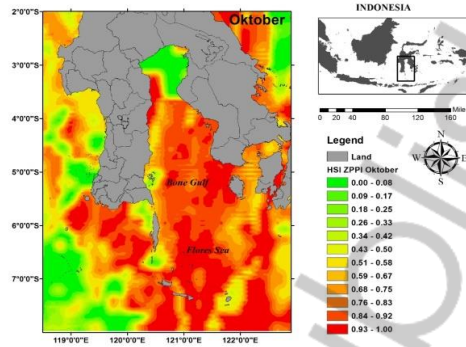 Oktober
2°0'0"S
3°0'0"S
4°0'0"S
5°0'0"S
6°0'0"S
7°0'0"S
Bone Gulf
Flores Sea
119°0'0"E
120°0'0"E
121°0'0"E
122°0'0"E
INDONESIA
0 20 40 80 120 160
Mile
N
W
E
S
Legend
Land
HSI ZPPI Oktober
0.00 - 0.08
0.09 - 0.17
0.18 - 0.25
0.26 - 0.33
0.34 - 0.42
0.43 - 0.50
0.51 - 0.58
0.59 - 0.67
0.68 - 0.75
0.76 - 0.83
0.84 - 0.92
0.93 - 1.00